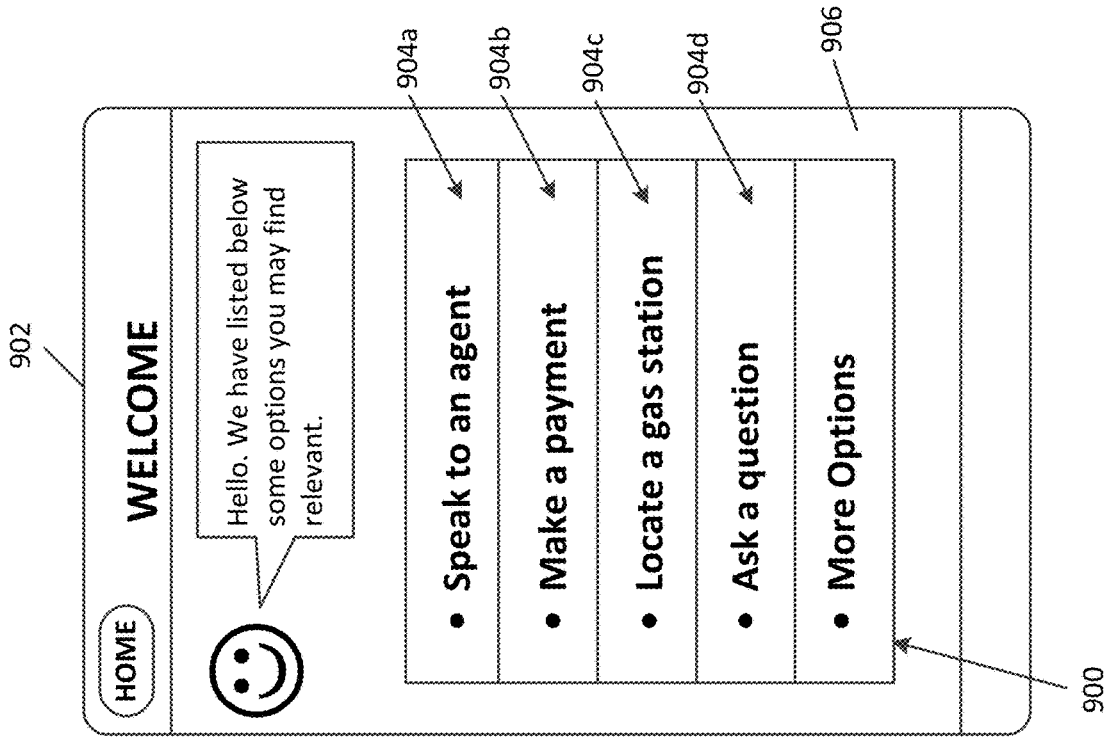 902
HOME
WELCOME
Hello. We have listed below
some options you may find
relevant.
• Speak to an agent
904a
• Make a payment
904b
• Locate a gas station
904c
• Ask a question
904d
• More Options
906
900